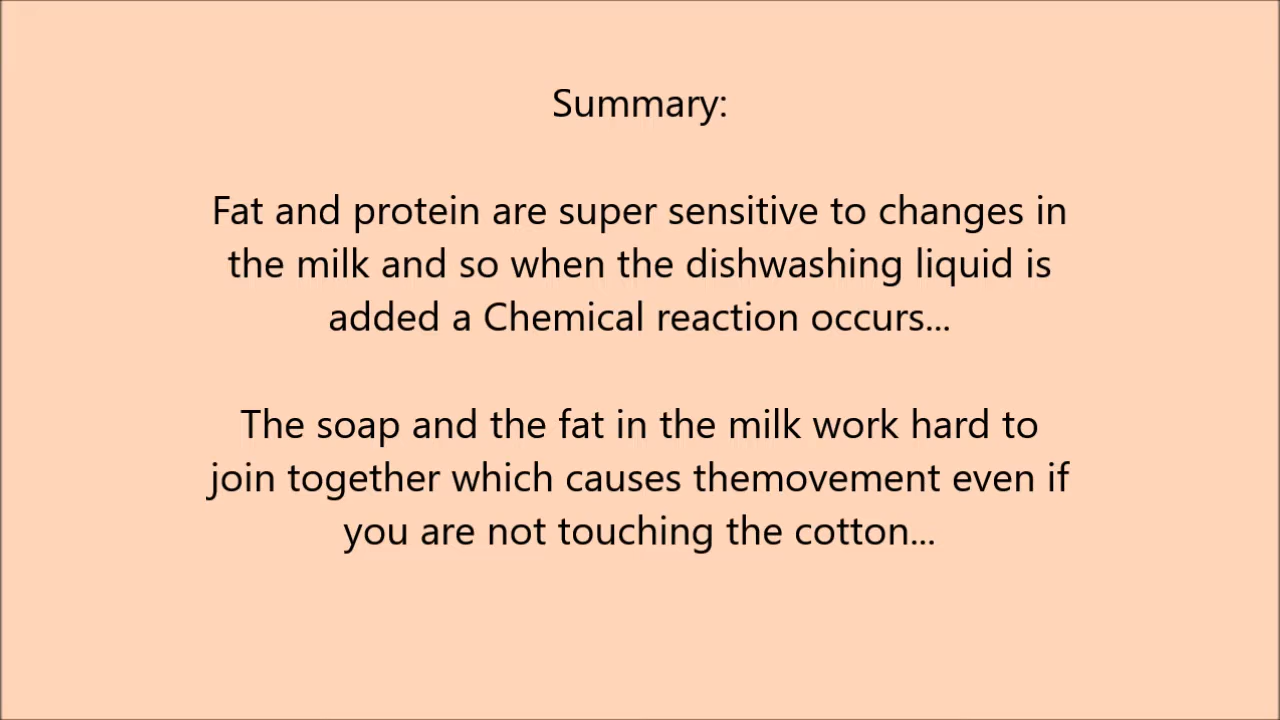 Summary:
Fat and protein are super sensitive to changes in
the milk and so when the dishwashing liquid is
added a Chemical reaction occurs...
The soap and the fat in the milk work hard to
join together which causes themovement even if
you are not touching the cotton...